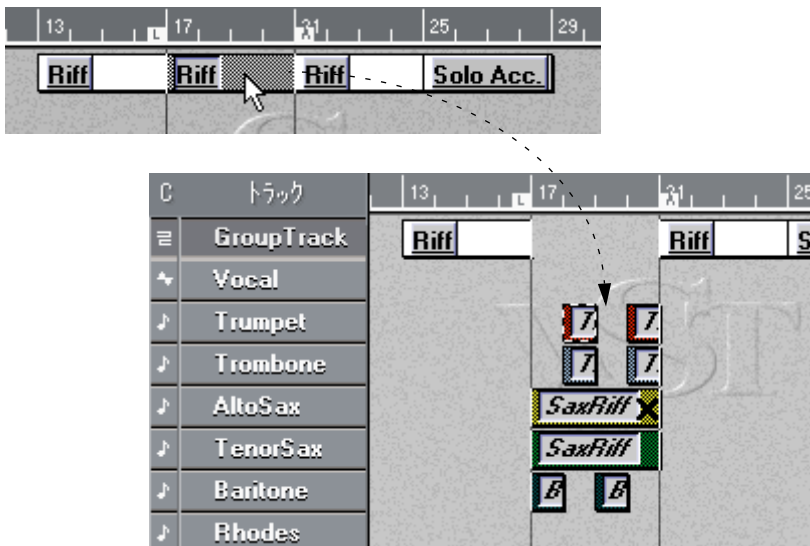 13 17 21 25 29
L
Riff Riff Riff Solo Acc.
C トラック 13 17 21 25
L
GroupTrack Riff Riff S
Vocal
Trumpet
Trombone
AltoSax SaxRiff
TenorSax SaxRiff
Baritone B B
Rhodes
VST